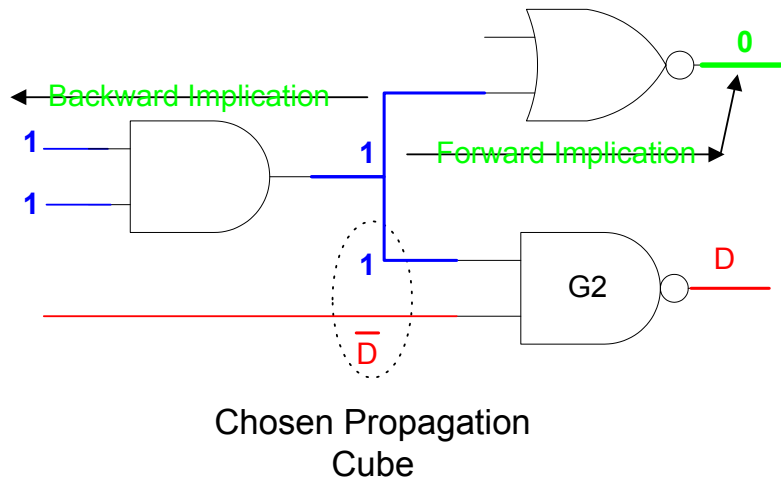 0
Backward Implication
1
1
Forward Implication
1
1
G2
D
D̅
Chosen Propagation
Cube